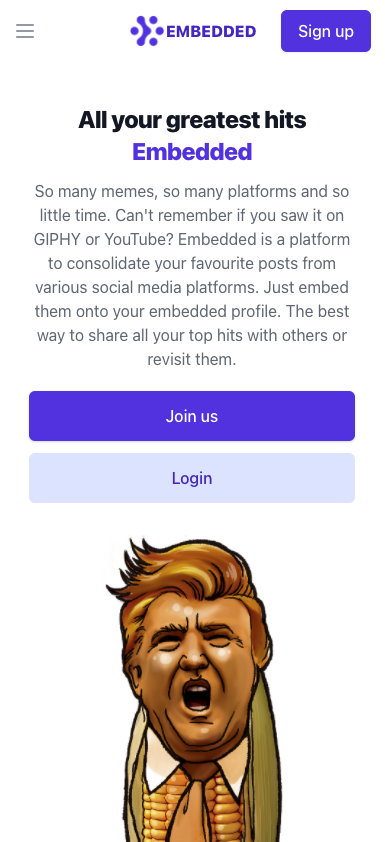 EMBEDDED
Sign up
All your greatest hits
Embedded
So many memes, so many platforms and so
little time. Can't remember if you saw it on
GIPHY or YouTube? Embedded is a platform
to consolidate your favourite posts from
various social media platforms. Just embed
them onto your embedded profile. The best
way to share all your top hits with others or
revisit them.
Join us
Login